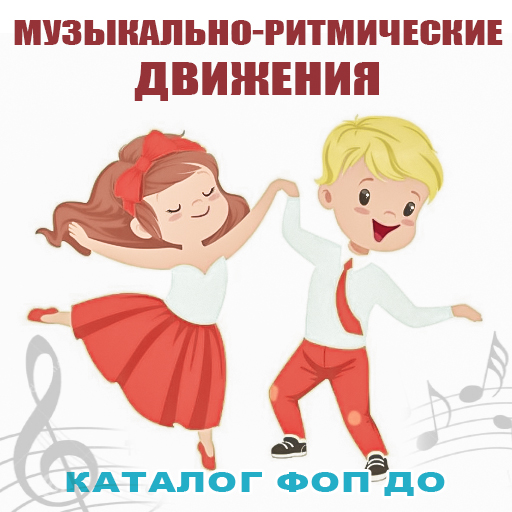 МУЗЫКАЛЬНО-РИТМИЧЕСКИЕ
ДВИЖЕНИЯ
КАТАЛОГ ФОП ДО